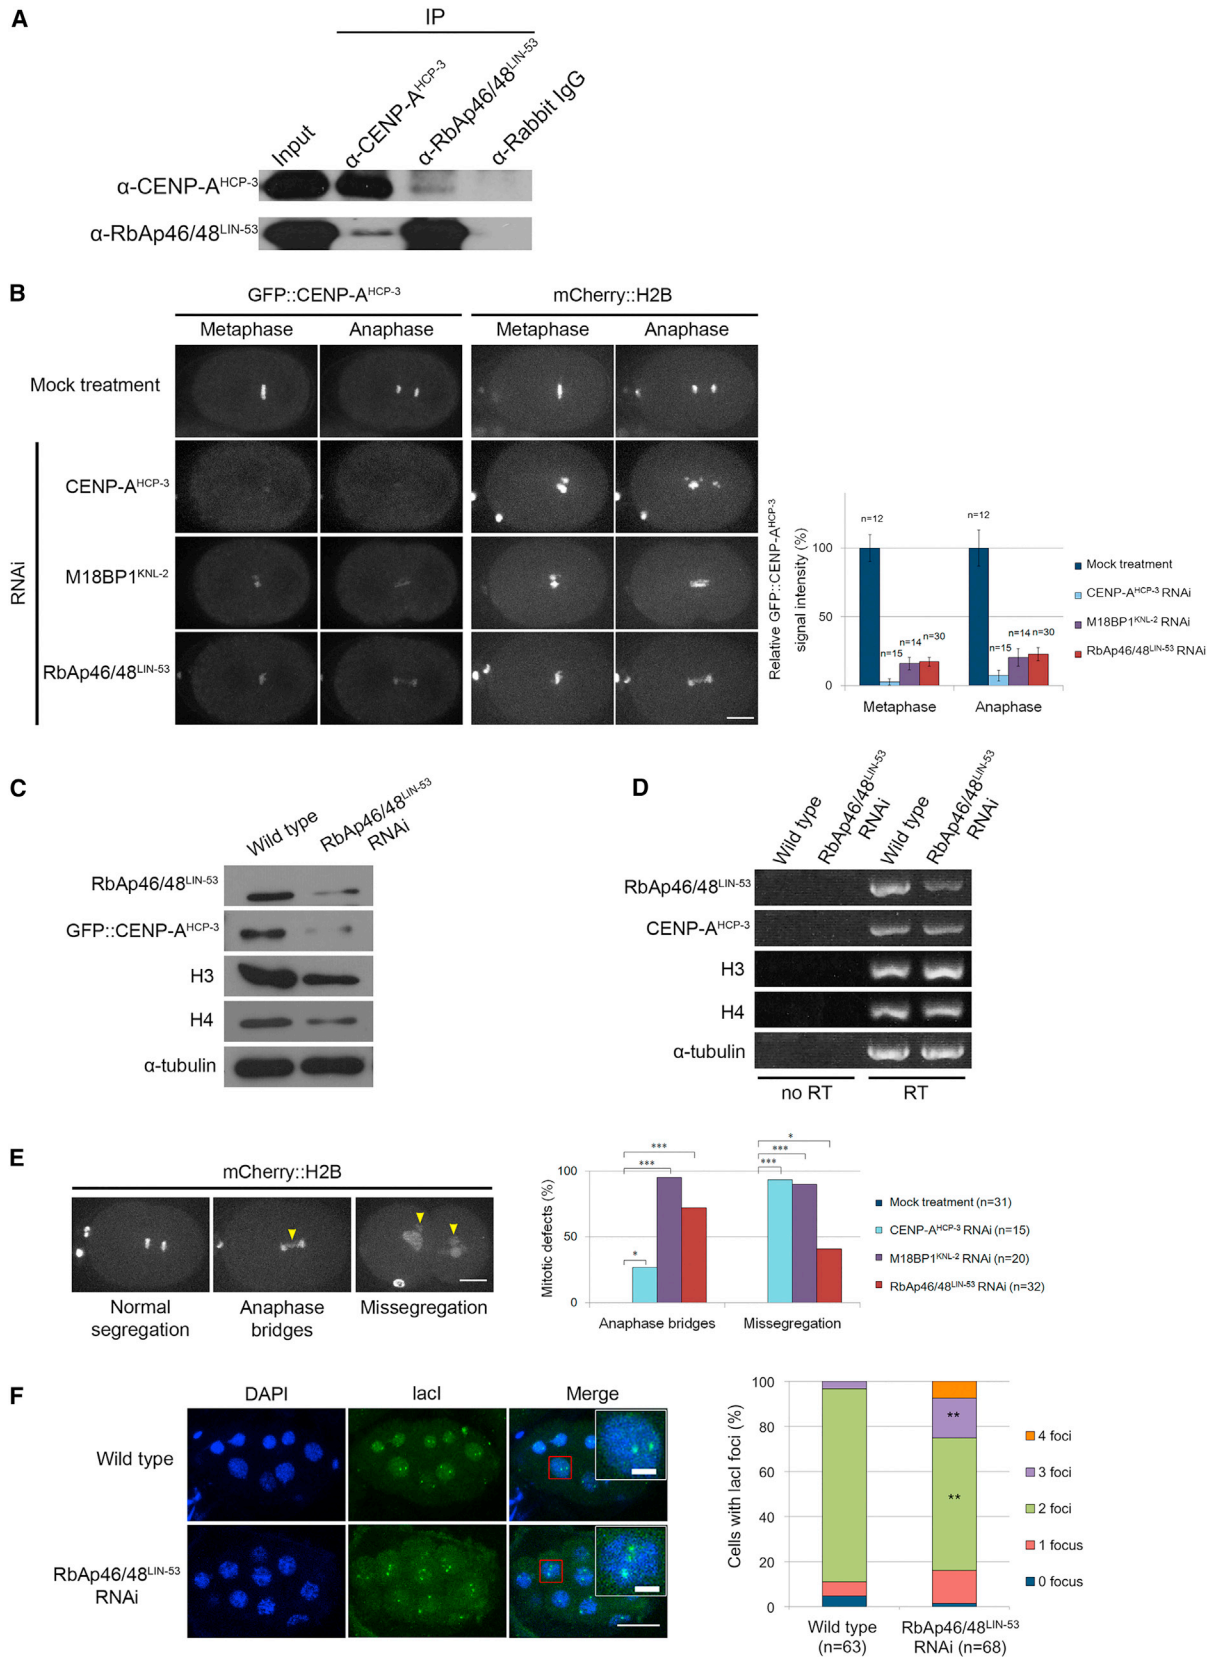 A
IP
Input
α-CENP-A^HCP-3
α-RbAp46/48^LIN-53
α-Rabbit IgG
α-CENP-A^HCP-3
α-RbAp46/48^LIN-53
B
GFP::CENP-A^HCP-3
mCherry::H2B
Metaphase
Anaphase
Metaphase
Anaphase
Mock treatment
RNAi
CENP-A^HCP-3
M18BP1^KNL-2
RbAp46/48^LIN-53
Relative GFP::CENP-A^HCP-3
signal intensity (%)
100
50
0
n=12
n=15
n=14
n=30
n=12
n=15
n=14
n=30
Metaphase
Anaphase
Mock treatment
CENP-A^HCP-3 RNAi
M18BP1^KNL-2 RNAi
RbAp46/48^LIN-53 RNAi
C
Wild type
RbAp46/48^LIN-53
RNAi
RbAp46/48^LIN-53
GFP::CENP-A^HCP-3
H3
H4
α-tubulin
D
Wild type
RbAp46/48^LIN-53
RNAi
Wild type
RbAp46/48^LIN-53
RNAi
RbAp46/48^LIN-53
CENP-A^HCP-3
H3
H4
α-tubulin
no RT
RT
E
mCherry::H2B
Normal
segregation
Anaphase
bridges
Missegregation
Mitotic defects (%)
100
50
0
*
***
***
***
***
*
Anaphase bridges
Missegregation
Mock treatment (n=31)
CENP-A^HCP-3 RNAi (n=15)
M18BP1^KNL-2 RNAi (n=20)
RbAp46/48^LIN-53 RNAi (n=32)
F
DAPI
lacI
Merge
Wild type
RbAp46/48^LIN-53
RNAi
Cells with lacI foci (%)
100
80
60
40
20
0
**
**
Wild type
(n=63)
RbAp46/48^LIN-53
RNAi (n=68)
4 foci
3 foci
2 foci
1 focus
0 focus